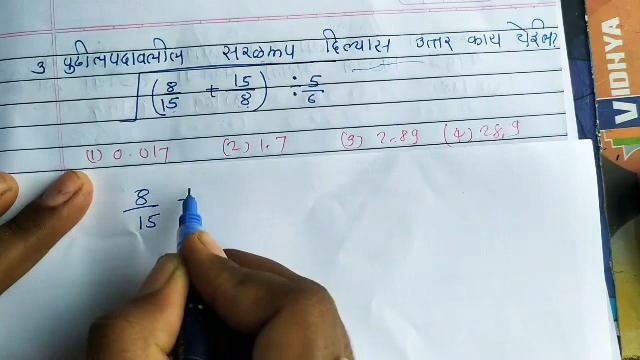 3 पुढीलपदावलीस सरळरूप दिल्यास उत्तर काय येईल?
√(8/15 + 15/8) ÷ 5/6
(1) 0.017 (2) 1.7 (3) 2.89 (4) 28.9
8/15
VIDHYA